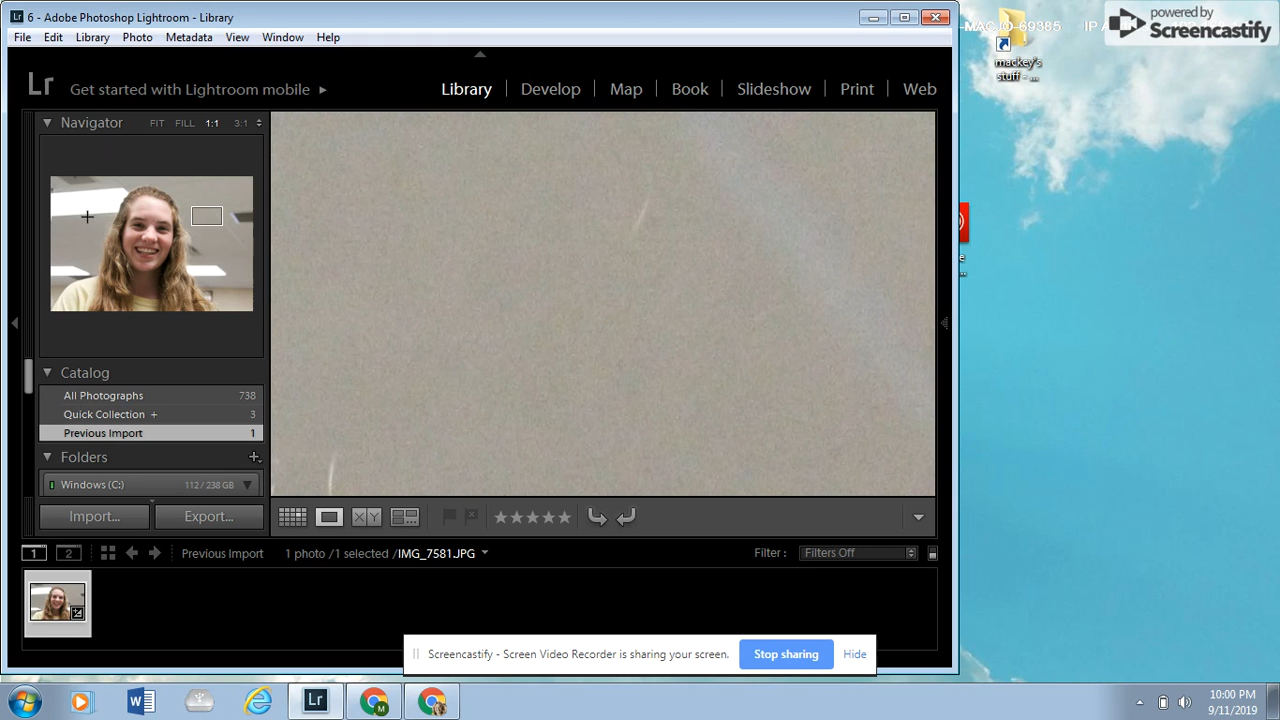 6 - Adobe Photoshop Lightroom - Library
File Edit Library Photo Metadata View Window Help
Lr Get started with Lightroom mobile
Library Develop Map Book Slideshow Print Web
Navigator FIT FILL 1:1 3:1
Catalog
All Photographs 738
Quick Collection + 3
Previous Import 1
Folders
Windows (C:) 112 / 238 GB
Import... Export...
X Y
1 2 Previous Import 1 photo / 1 selected / IMG_7581.JPG
Filter : Filters Off
Screencastify - Screen Video Recorder is sharing your screen. Stop sharing Hide
powered by
Screencastify
mackey's
stuff - ...
e
...
Lr
M
10:00 PM
9/11/2019